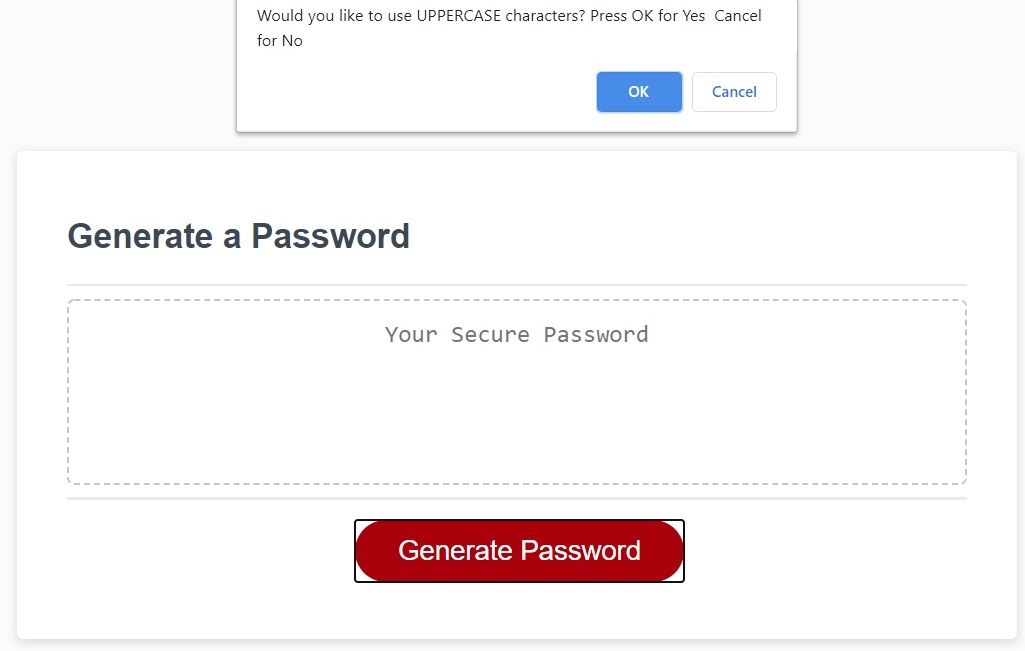 Would you like to use UPPERCASE characters? Press OK for Yes  Cancel
for No
OK
Cancel
Generate a Password
Your Secure Password
Generate Password